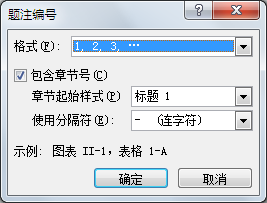 题注编号
格式(F): 1, 2, 3, …
包含章节号(C)
章节起始样式(P) 标题 1
使用分隔符(E): - (连字符)
示例: 图表 II-1, 表格 1-A
确定 取消